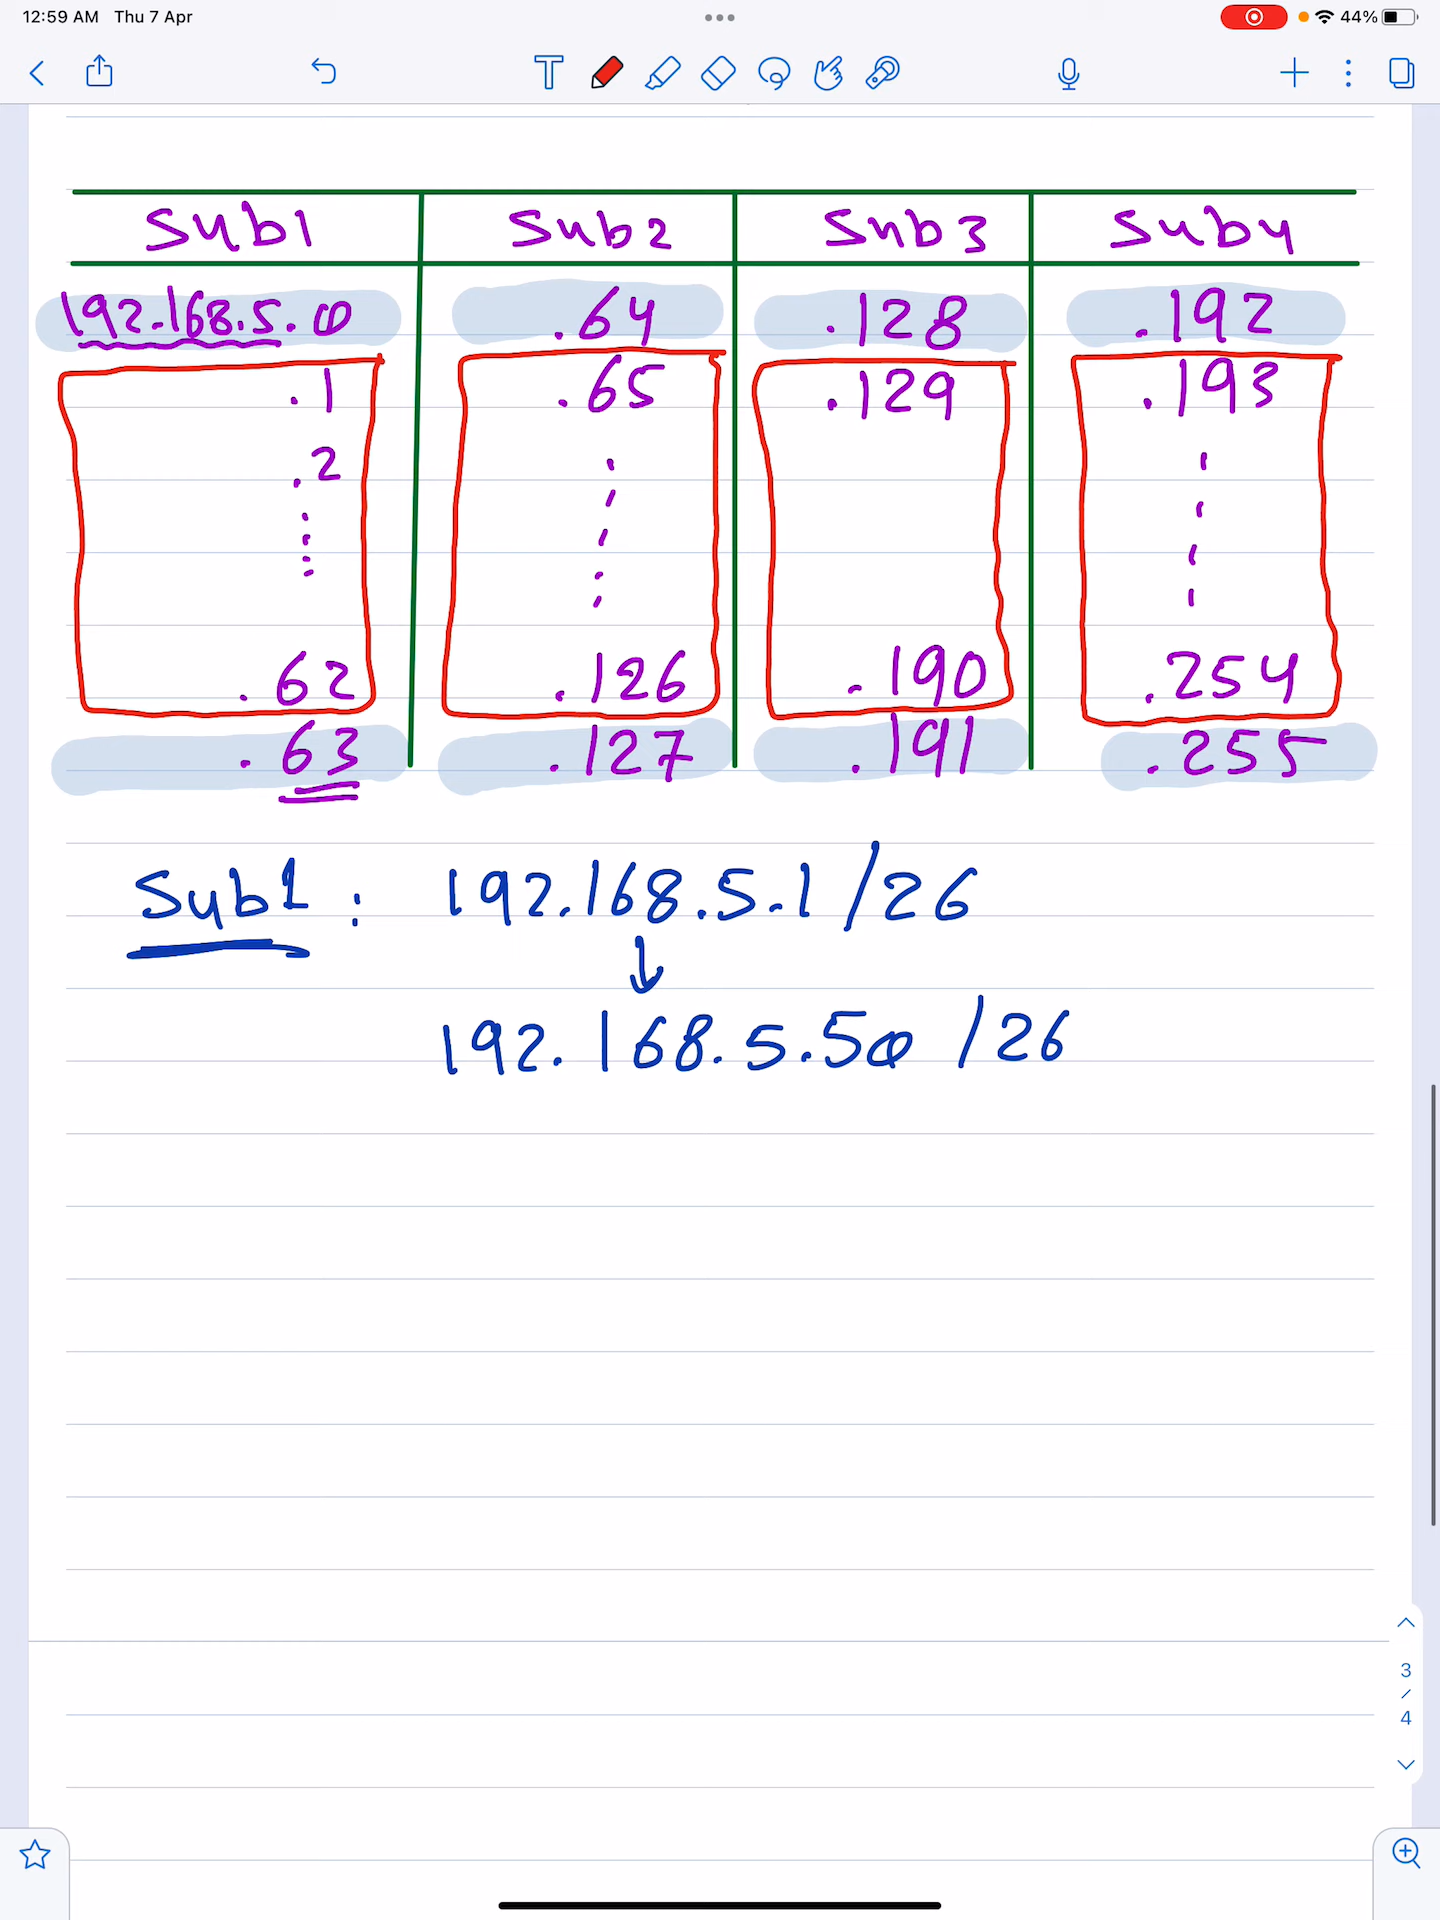 12:59 AM Thu 7 Apr 44%
Sub1 Sub2 Sub3 Sub4
192.168.5.0 .64 .128 .192
.1 .65 .129 .193
.2
.62 .126 .190 .254
.63 .127 .191 .255
Sub1 : 192.168.5.1 /26
↓
192.168.5.50 /26
3
/
4